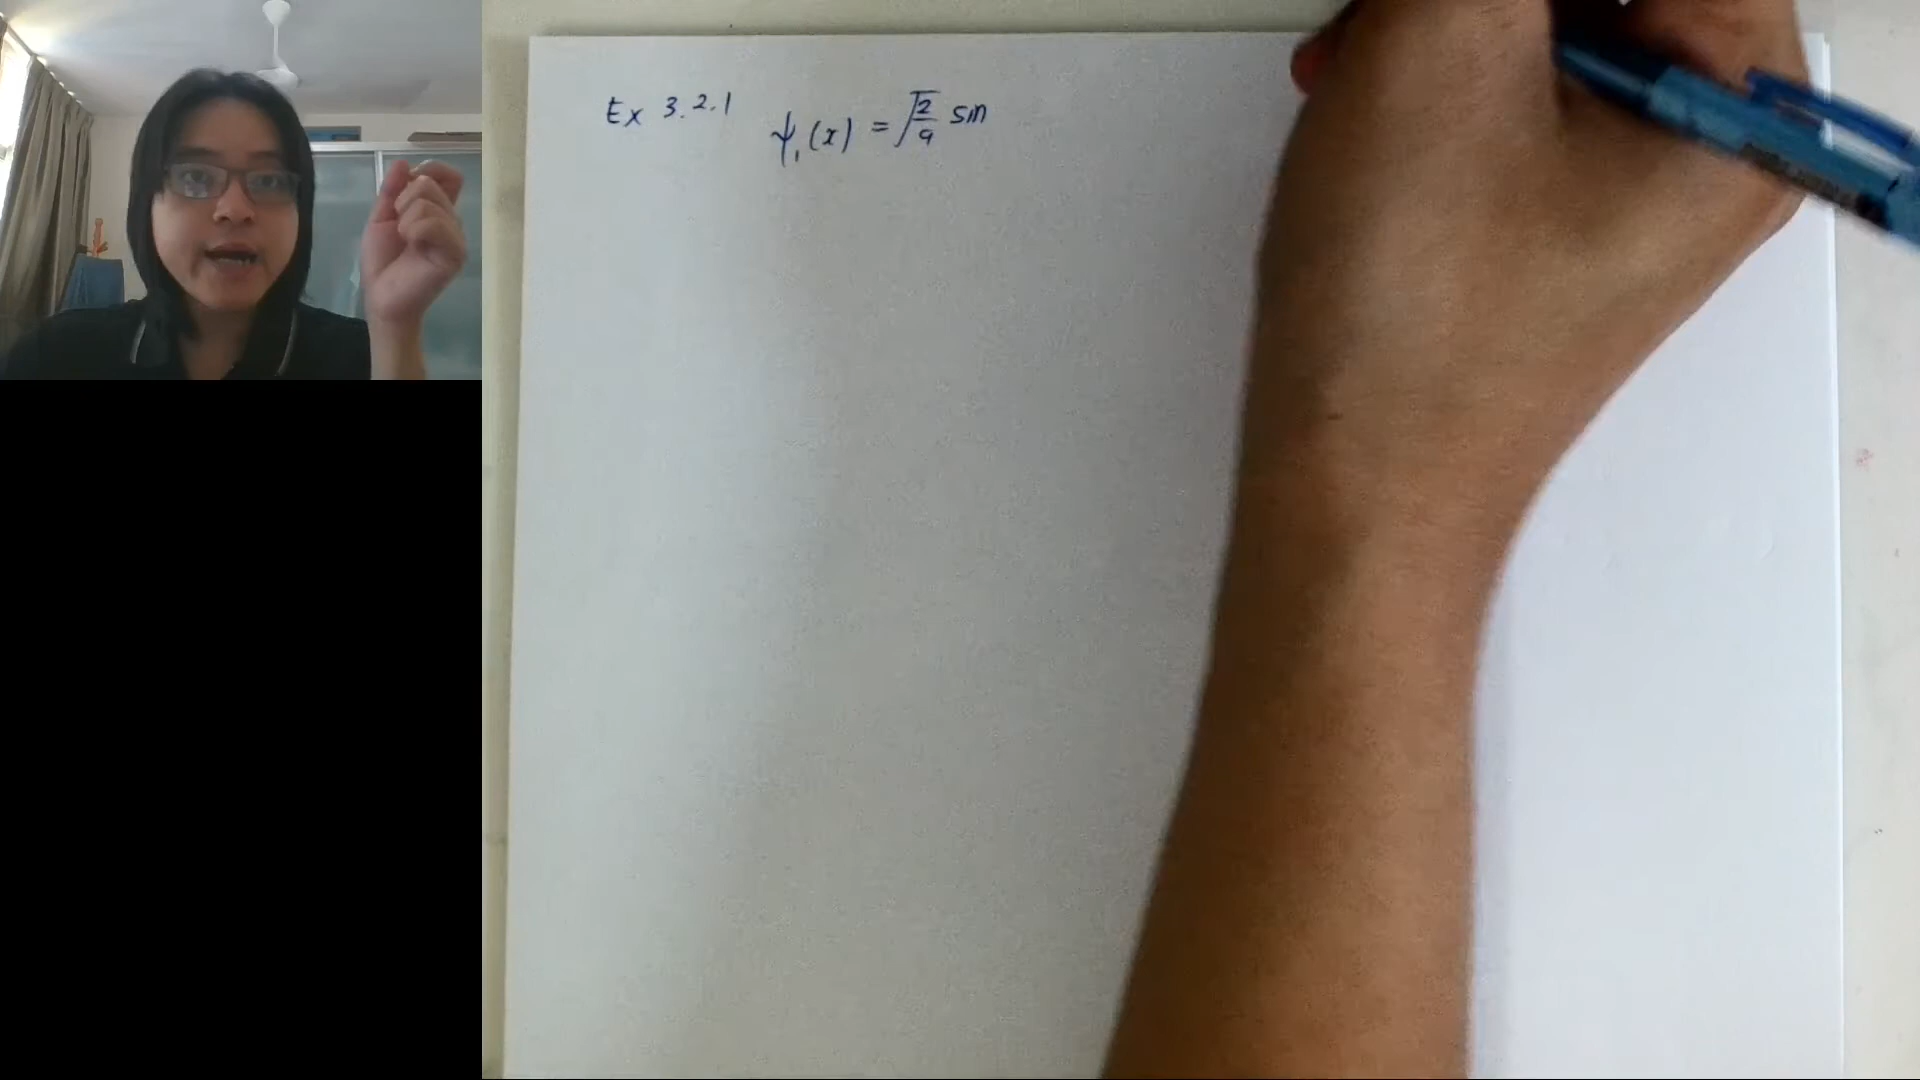 Ex 3.2.1 ψ₁(x) = √(2/a) sin